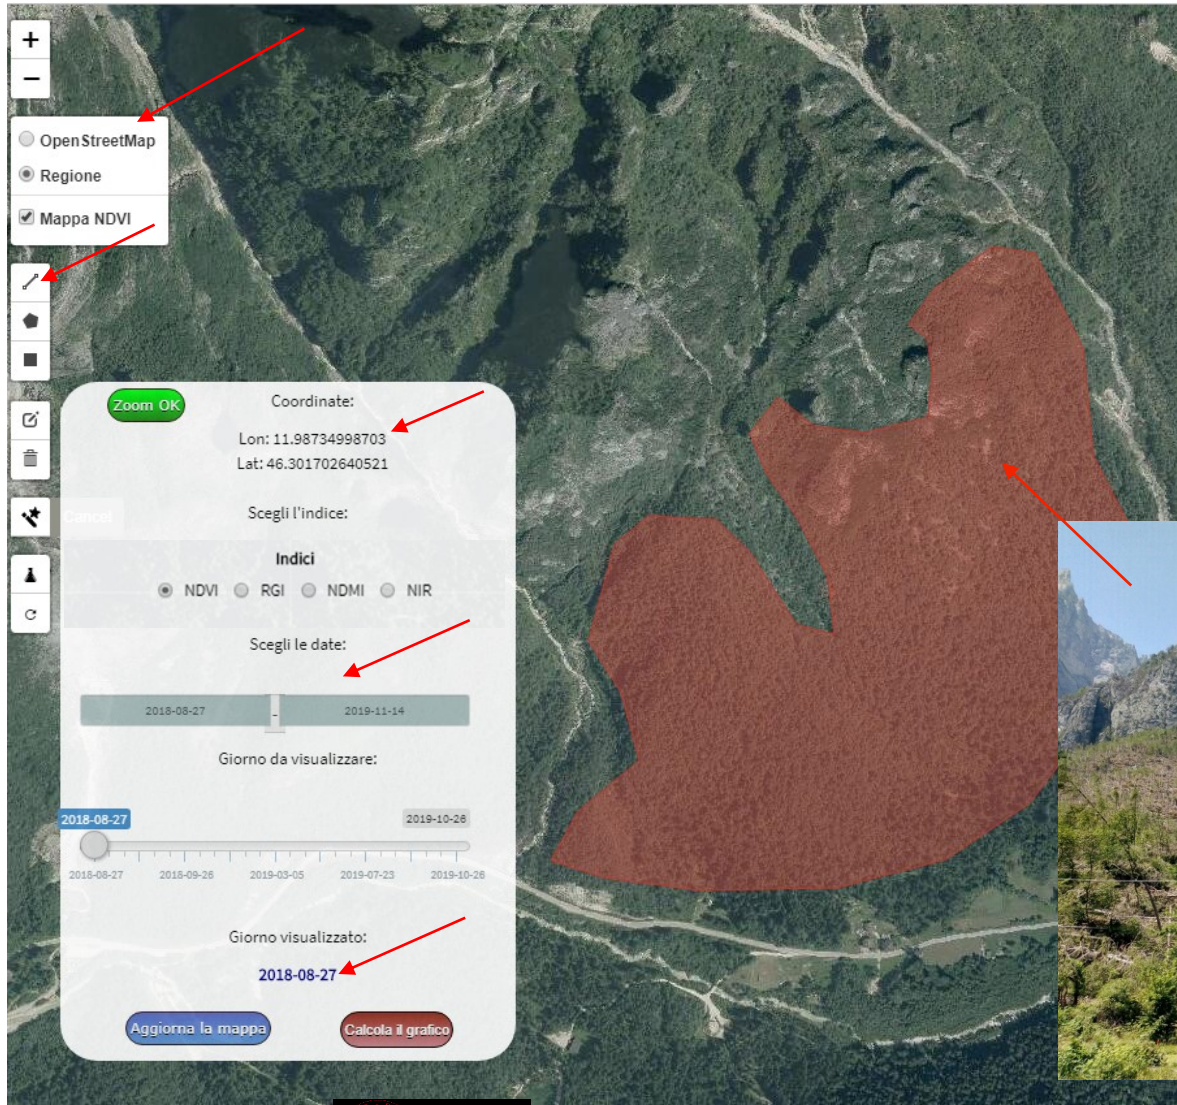 +
−
OpenStreetMap
Regione
Mappa NDVI
Zoom OK
Coordinate:
Lon: 11.98734998703
Lat: 46.301702640521
Cancel
Scegli l'indice:
Indici
NDVI RGI NDMI NIR
Scegli le date:
2018-08-27 - 2019-11-14
Giorno da visualizzare:
2018-08-27 2019-10-26
2018-08-27 2018-09-26 2019-03-05 2019-07-23 2019-10-26
Giorno visualizzato:
2018-08-27
Aggiorna la mappa Calcola il grafico